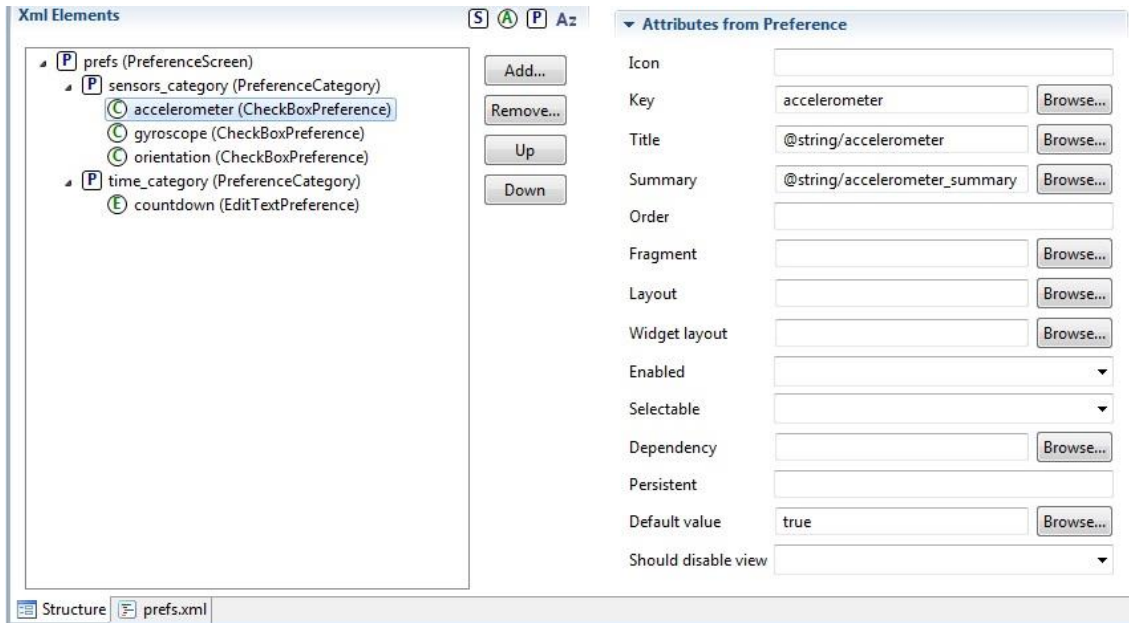 Xml Elements
S A P Az
P prefs (PreferenceScreen)
P sensors_category (PreferenceCategory)
C accelerometer (CheckBoxPreference)
C gyroscope (CheckBoxPreference)
C orientation (CheckBoxPreference)
P time_category (PreferenceCategory)
E countdown (EditTextPreference)
Add...
Remove...
Up
Down
Structure
prefs.xml
Attributes from Preference
Icon
Key accelerometer Browse...
Title @string/accelerometer Browse...
Summary @string/accelerometer_summary Browse...
Order
Fragment Browse...
Layout Browse...
Widget layout Browse...
Enabled
Selectable
Dependency Browse...
Persistent
Default value true Browse...
Should disable view